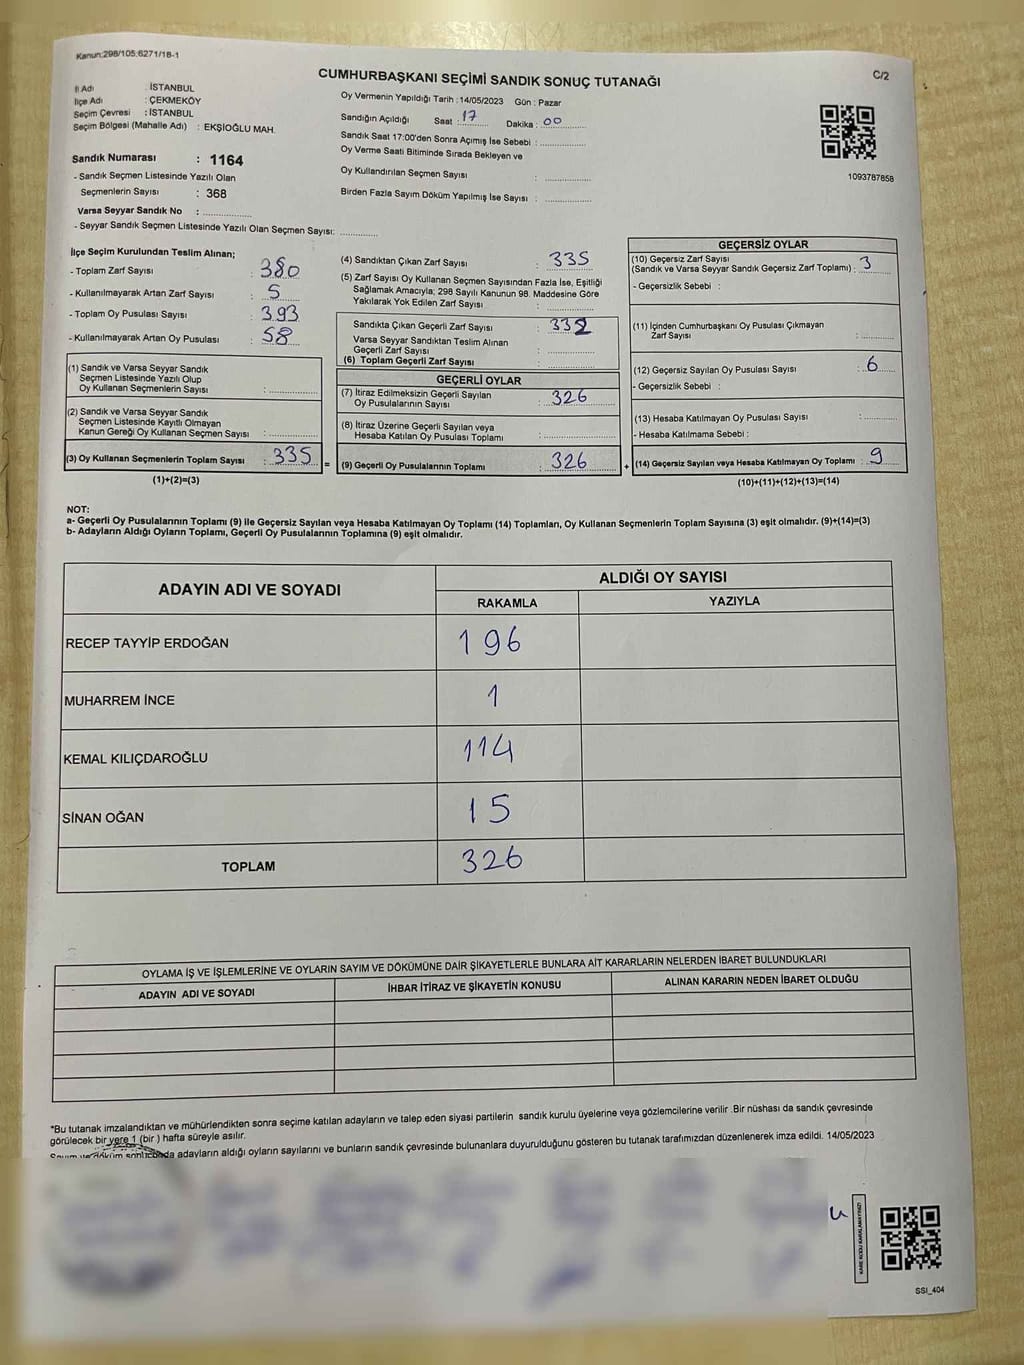 Kanun:298/105;6271/18-1
C/2
CUMHURBAŞKANI SEÇİMİ SANDIK SONUÇ TUTANAĞI
İl Adı : İSTANBUL
İlçe Adı : ÇEKMEKÖY
Seçim Çevresi : İSTANBUL
Seçim Bölgesi (Mahalle Adı) : EKŞİOĞLU MAH.
Sandık Numarası : 1164
- Sandık Seçmen Listesinde Yazılı Olan
Seçmenlerin Sayısı : 368
Varsa Seyyar Sandık No :
- Seyyar Sandık Seçmen Listesinde Yazılı Olan Seçmen Sayısı:
Oy Vermenin Yapıldığı Tarih :14/05/2023 Gün : Pazar
Sandığın Açıldığı Saat : 17 Dakika : 00
Sandık Saat 17:00'den Sonra Açımış İse Sebebi :
Oy Verme Saati Bitiminde Sırada Bekleyen ve
Oy Kullandırılan Seçmen Sayısı :
Birden Fazla Sayım Döküm Yapılmış İse Sayısı :
1093787858
İlçe Seçim Kurulundan Teslim Alınan;
- Toplam Zarf Sayısı : 380
- Kullanılmayarak Artan Zarf Sayısı : 5
- Toplam Oy Pusulası Sayısı : 393
- Kullanılmayarak Artan Oy Pusulası : 58
(1) Sandık ve Varsa Seyyar Sandık
Seçmen Listesinde Yazılı Olup
Oy Kullanan Seçmenlerin Sayısı :
(2) Sandık ve Varsa Seyyar Sandık
Seçmen Listesinde Kayıtlı Olmayan
Kanun Gereği Oy Kullanan Seçmen Sayısı :
(3) Oy Kullanan Seçmenlerin Toplam Sayısı : 335
(1)+(2)=(3)
(4) Sandıktan Çıkan Zarf Sayısı : 335
(5) Zarf Sayısı Oy Kullanan Seçmen Sayısından Fazla İse, Eşitliği
Sağlamak Amacıyla; 298 Sayılı Kanunun 98. Maddesine Göre
Yakılarak Yok Edilen Zarf Sayısı :
Sandıkta Çıkan Geçerli Zarf Sayısı : 332
Varsa Seyyar Sandıktan Teslim Alınan
Geçerli Zarf Sayısı :
(6) Toplam Geçerli Zarf Sayısı :
GEÇERLİ OYLAR
(7) İtiraz Edilmeksizin Geçerli Sayılan
Oy Pusulalarının Sayısı : 326
(8) İtiraz Üzerine Geçerli Sayılan veya
Hesaba Katılan Oy Pusulası Toplamı :
= (9) Geçerli Oy Pusulalarının Toplamı : 326
GEÇERSİZ OYLAR
(10) Geçersiz Zarf Sayısı
(Sandık ve Varsa Seyyar Sandık Geçersiz Zarf Toplamı) : 3
- Geçersizlik Sebebi :
(11) İçinden Cumhurbaşkanı Oy Pusulası Çıkmayan
Zarf Sayısı :
(12) Geçersiz Sayılan Oy Pusulası Sayısı : 6
- Geçersizlik Sebebi :
(13) Hesaba Katılmayan Oy Pusulası Sayısı :
- Hesaba Katılmama Sebebi :
+ (14) Geçersiz Sayılan veya Hesaba Katılmayan Oy Toplamı : 9
(10)+(11)+(12)+(13)=(14)
NOT:
a- Geçerli Oy Pusulalarının Toplamı (9) ile Geçersiz Sayılan veya Hesaba Katılmayan Oy Toplamı (14) Toplamları, Oy Kullanan Seçmenlerin Toplam Sayısına (3) eşit olmalıdır. (9)+(14)=(3)
b- Adayların Aldığı Oyların Toplamı, Geçerli Oy Pusulalarının Toplamına (9) eşit olmalıdır.
ADAYIN ADI VE SOYADI ALDIĞI OY SAYISI
RAKAMLA YAZIYLA
RECEP TAYYİP ERDOĞAN 196
MUHARREM İNCE 1
KEMAL KILIÇDAROĞLU 114
SİNAN OĞAN 15
TOPLAM 326
OYLAMA İŞ VE İŞLEMLERİNE VE OYLARIN SAYIM VE DÖKÜMÜNE DAİR ŞİKAYETLERLE BUNLARA AİT KARARLARIN NELERDEN İBARET BULUNDUKLARI
ADAYIN ADI VE SOYADI İHBAR İTİRAZ VE ŞİKAYETİN KONUSU ALINAN KARARIN NEDEN İBARET OLDUĞU
*Bu tutanak imzalandıktan ve mühürlendikten sonra seçime katılan adayların ve talep eden siyasi partilerin sandık kurulu üyelerine veya gözlemcilerine verilir .Bir nüshası da sandık çevresinde
görülecek bir yere 1 (bir ) hafta süreyle asılır.
Sayım ve döküm sonucunda adayların aldığı oyların sayılarını ve bunların sandık çevresinde bulunanlara duyurulduğunu gösteren bu tutanak tarafımızdan düzenlenerek imza edildi. 14/05/2023
KARE KODU KARALAMAYINIZ!
SSI_404